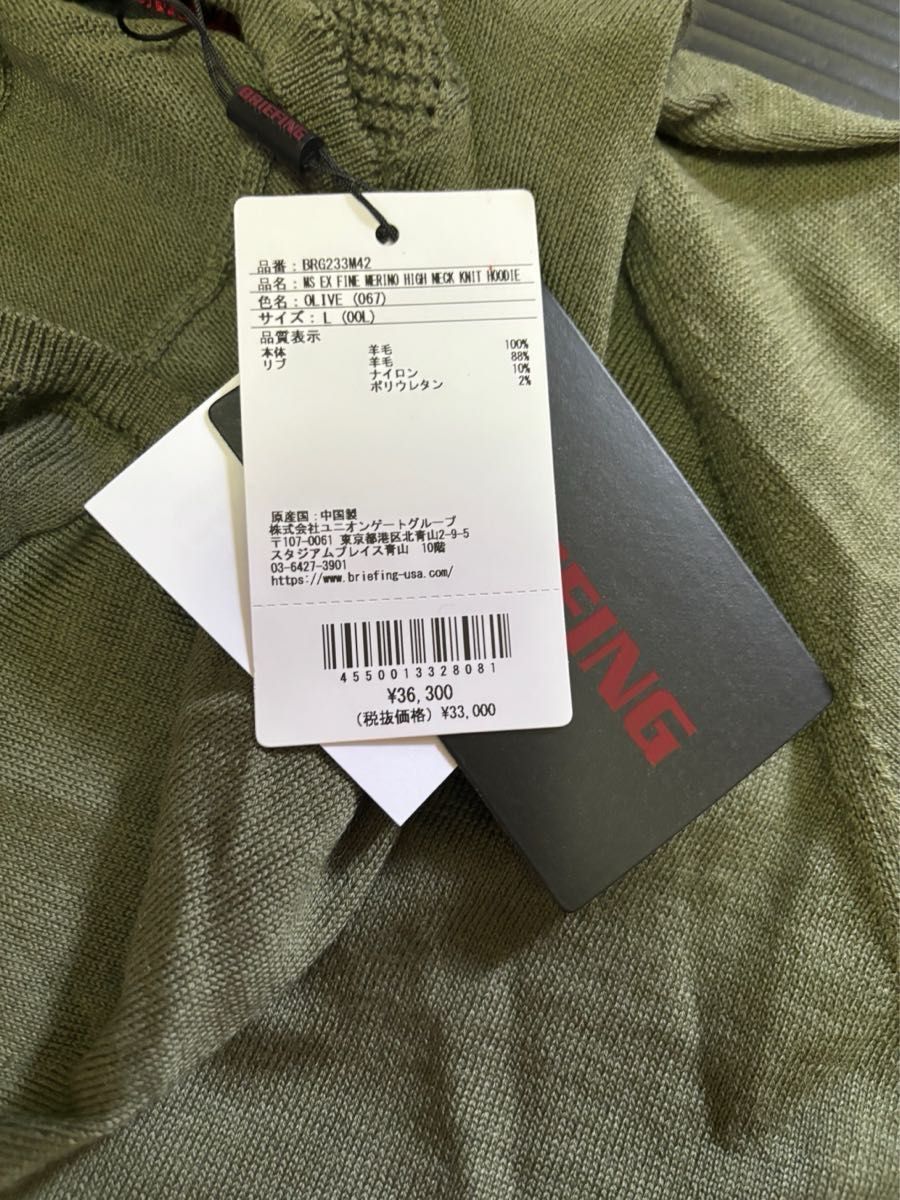 BRIEFING
品番：BRG233M42
品名：MS EX FINE MERINO HIGH NECK KNIT HOODIE
色名：OLIVE (067)
サイズ：L (00L)
品質表示
本体 羊毛 100%
リブ 羊毛 88%
ナイロン 10%
ポリウレタン 2%
原産国：中国製
株式会社ユニオンゲートグループ
〒107-0061 東京都港区北青山2-9-5
スタジアムプレイス青山 10階
03-6427-3901
https://www.briefing-usa.com/
4550013328081
¥36,300
(税抜価格) ¥33,000
EFING